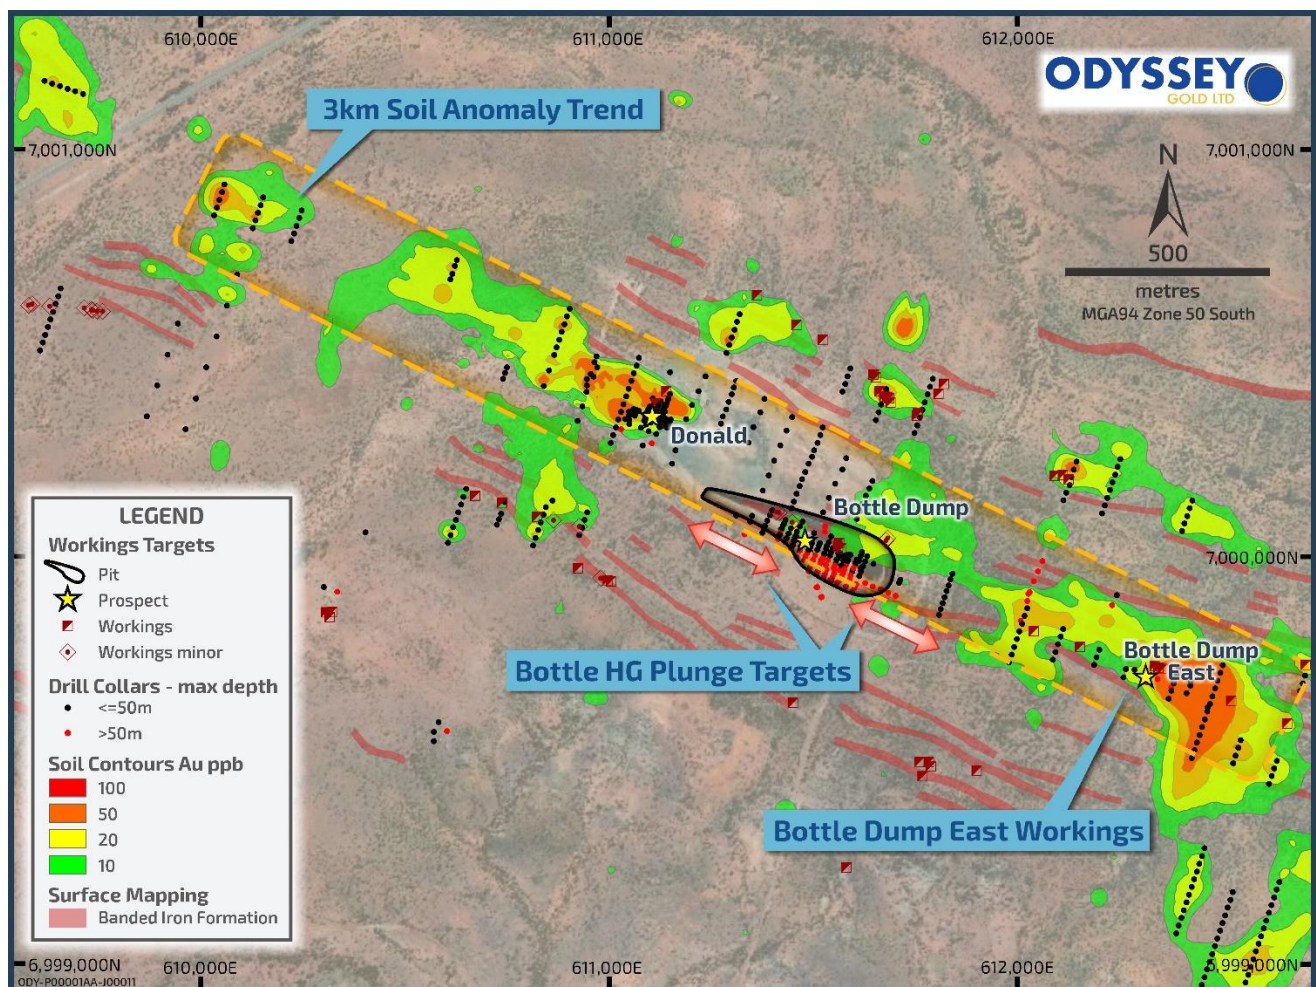 610,000E
611,000E
612,000E
ODYSSEY
GOLD LTD
3km Soil Anomaly Trend
7,001,000N
7,001,000N
N
500
metres
MGA94 Zone 50 South
Donald
Bottle Dump
7,000,000N
Bottle HG Plunge Targets
Bottle Dump
East
Bottle Dump East Workings
LEGEND
Workings Targets
Pit
Prospect
Workings
Workings minor
Drill Collars - max depth
<=50m
>50m
Soil Contours Au ppb
100
50
20
10
Surface Mapping
Banded Iron Formation
6,999,000N
6,999,000N
610,000E
611,000E
612,000E
ODY-P00001AA-J00011